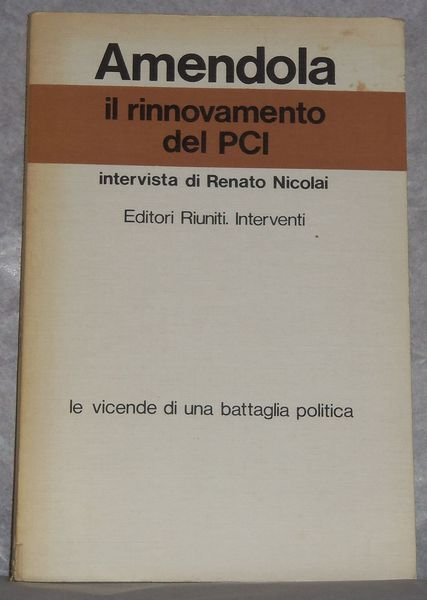 Amendola
il rinnovamento
del PCI
intervista di Renato Nicolai
Editori Riuniti. Interventi
le vicende di una battaglia politica